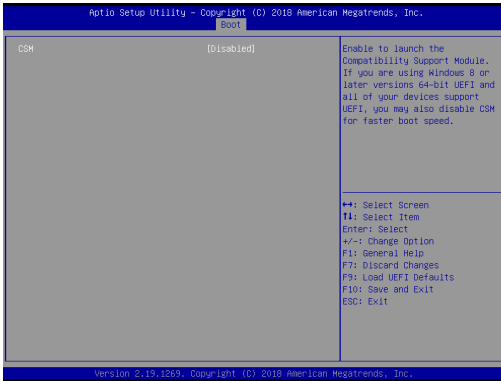 Aptio Setup Utility – Copyright (C) 2018 American Megatrends, Inc.
Boot
CSM [Disabled]
Enable to launch the
Compatibility Support Module.
If you are using Windows 8 or
later versions 64-bit UEFI and
all of your devices support
UEFI, you may also disable CSM
for faster boot speed.
↔: Select Screen
↑↓: Select Item
Enter: Select
+/-: Change Option
F1: General Help
F7: Discard Changes
F9: Load UEFI Defaults
F10: Save and Exit
ESC: Exit
Version 2.19.1269. Copyright (C) 2018 American Megatrends, Inc.